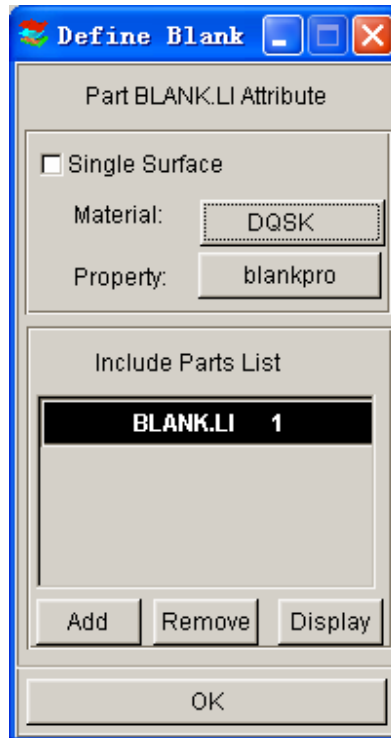 Define Blank
Part BLANK.LI Attribute
Single Surface
Material: DQSK
Property: blankpro
Include Parts List
BLANK.LI 1
Add Remove Display
OK